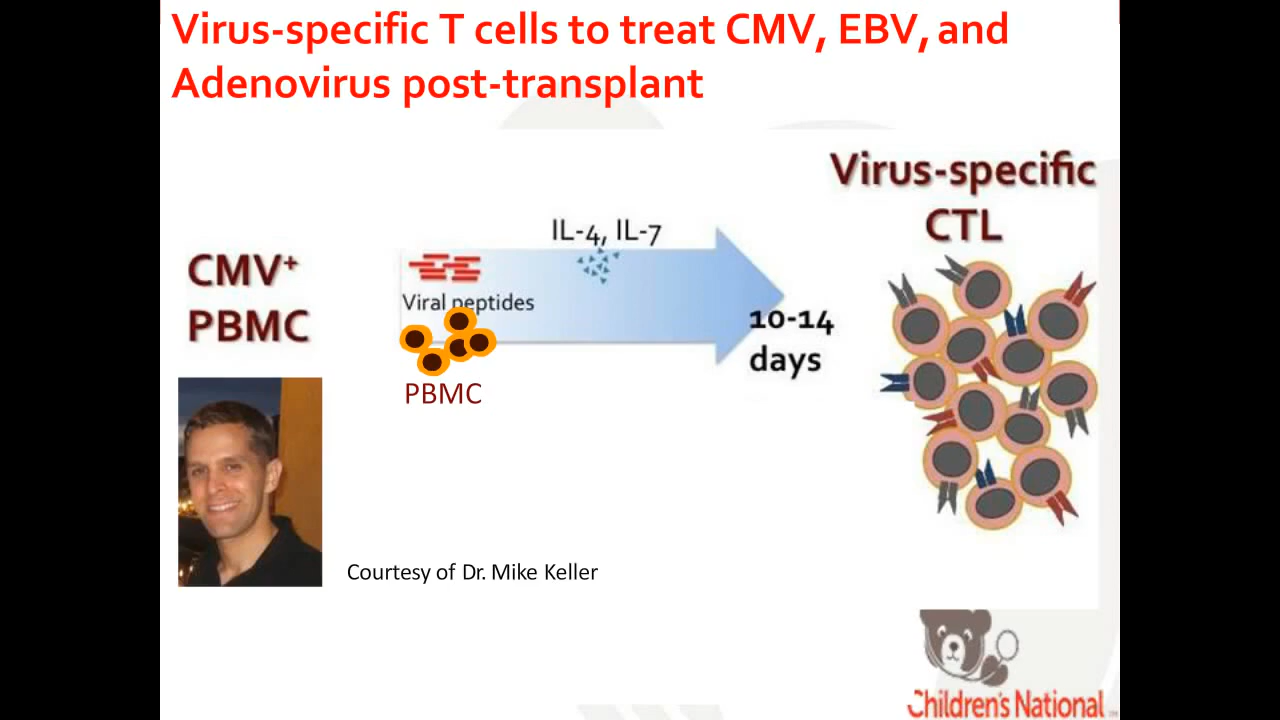 Virus-specific T cells to treat CMV, EBV, and
Adenovirus post-transplant
Virus-specific
CTL
IL-4, IL-7
CMV⁺
PBMC
Viral peptides
10-14
days
PBMC
Courtesy of Dr. Mike Keller
Children's National